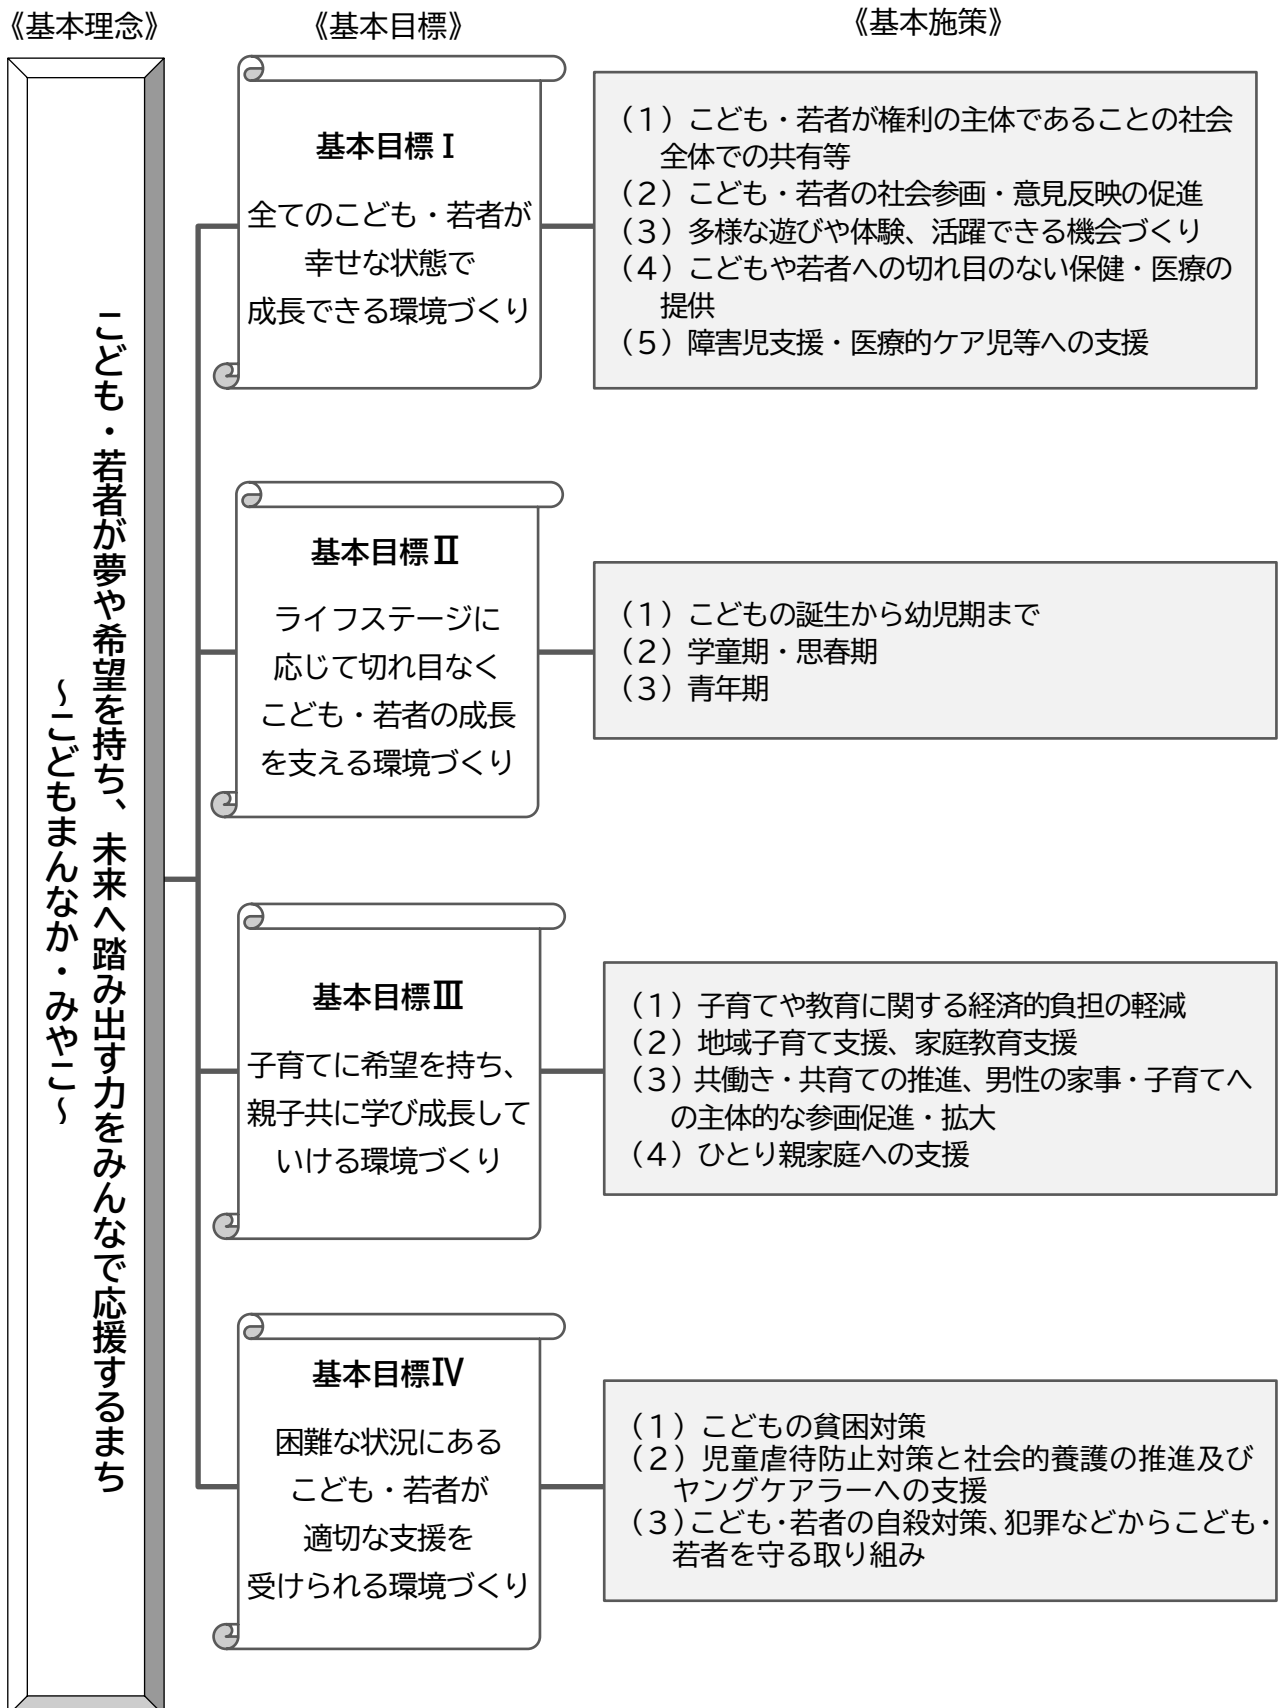 《基本理念》
《基本目標》
《基本施策》
こども・若者が夢や希望を持ち、未来へ踏み出す力をみんなで応援するまち
~こどもまんなか・みやこ~
基本目標Ⅰ
全てのこども・若者が
幸せな状態で
成長できる環境づくり
(1)こども・若者が権利の主体であることの社会
全体での共有等
(2)こども・若者の社会参画・意見反映の促進
(3)多様な遊びや体験、活躍できる機会づくり
(4)こどもや若者への切れ目のない保健・医療の
提供
(5)障害児支援・医療的ケア児等への支援
基本目標Ⅱ
ライフステージに
応じて切れ目なく
こども・若者の成長
を支える環境づくり
(1)こどもの誕生から幼児期まで
(2)学童期・思春期
(3)青年期
基本目標Ⅲ
子育てに希望を持ち、
親子共に学び成長して
いける環境づくり
(1)子育てや教育に関する経済的負担の軽減
(2)地域子育て支援、家庭教育支援
(3)共働き・共育ての推進、男性の家事・子育てへ
の主体的な参画促進・拡大
(4)ひとり親家庭への支援
基本目標Ⅳ
困難な状況にある
こども・若者が
適切な支援を
受けられる環境づくり
(1)こどもの貧困対策
(2)児童虐待防止対策と社会的養護の推進及び
ヤングケアラーへの支援
(3)こども・若者の自殺対策、犯罪などからこども・
若者を守る取り組み